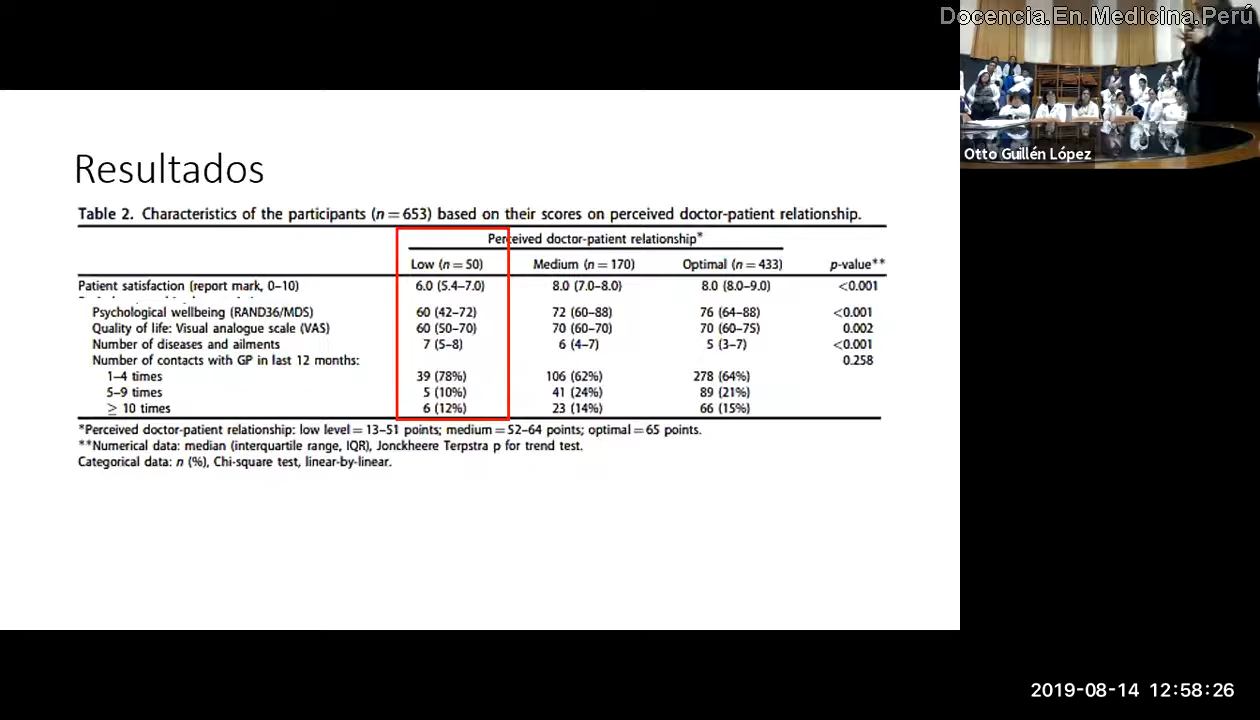 Docencia.En.Medicina.Perú
Otto Guillén López
Resultados
Table 2. Characteristics of the participants (n = 653) based on their scores on perceived doctor-patient relationship.
Perceived doctor-patient relationship*
Low (n = 50) Medium (n = 170) Optimal (n = 433) p-value**
Patient satisfaction (report mark, 0–10) 6.0 (5.4–7.0) 8.0 (7.0–8.0) 8.0 (8.0–9.0) <0.001
Psychological wellbeing (RAND36/MDS) 60 (42–72) 72 (60–88) 76 (64–88) <0.001
Quality of life: Visual analogue scale (VAS) 60 (50–70) 70 (60–70) 70 (60–75) 0.002
Number of diseases and ailments 7 (5–8) 6 (4–7) 5 (3–7) <0.001
Number of contacts with GP in last 12 months: 0.258
1–4 times 39 (78%) 106 (62%) 278 (64%)
5–9 times 5 (10%) 41 (24%) 89 (21%)
≥ 10 times 6 (12%) 23 (14%) 66 (15%)
*Perceived doctor-patient relationship: low level = 13–51 points; medium = 52–64 points; optimal = 65 points.
**Numerical data: median (interquartile range, IQR), Jonckheere Terpstra p for trend test.
Categorical data: n (%), Chi-square test, linear-by-linear.
2019-08-14 12:58:26